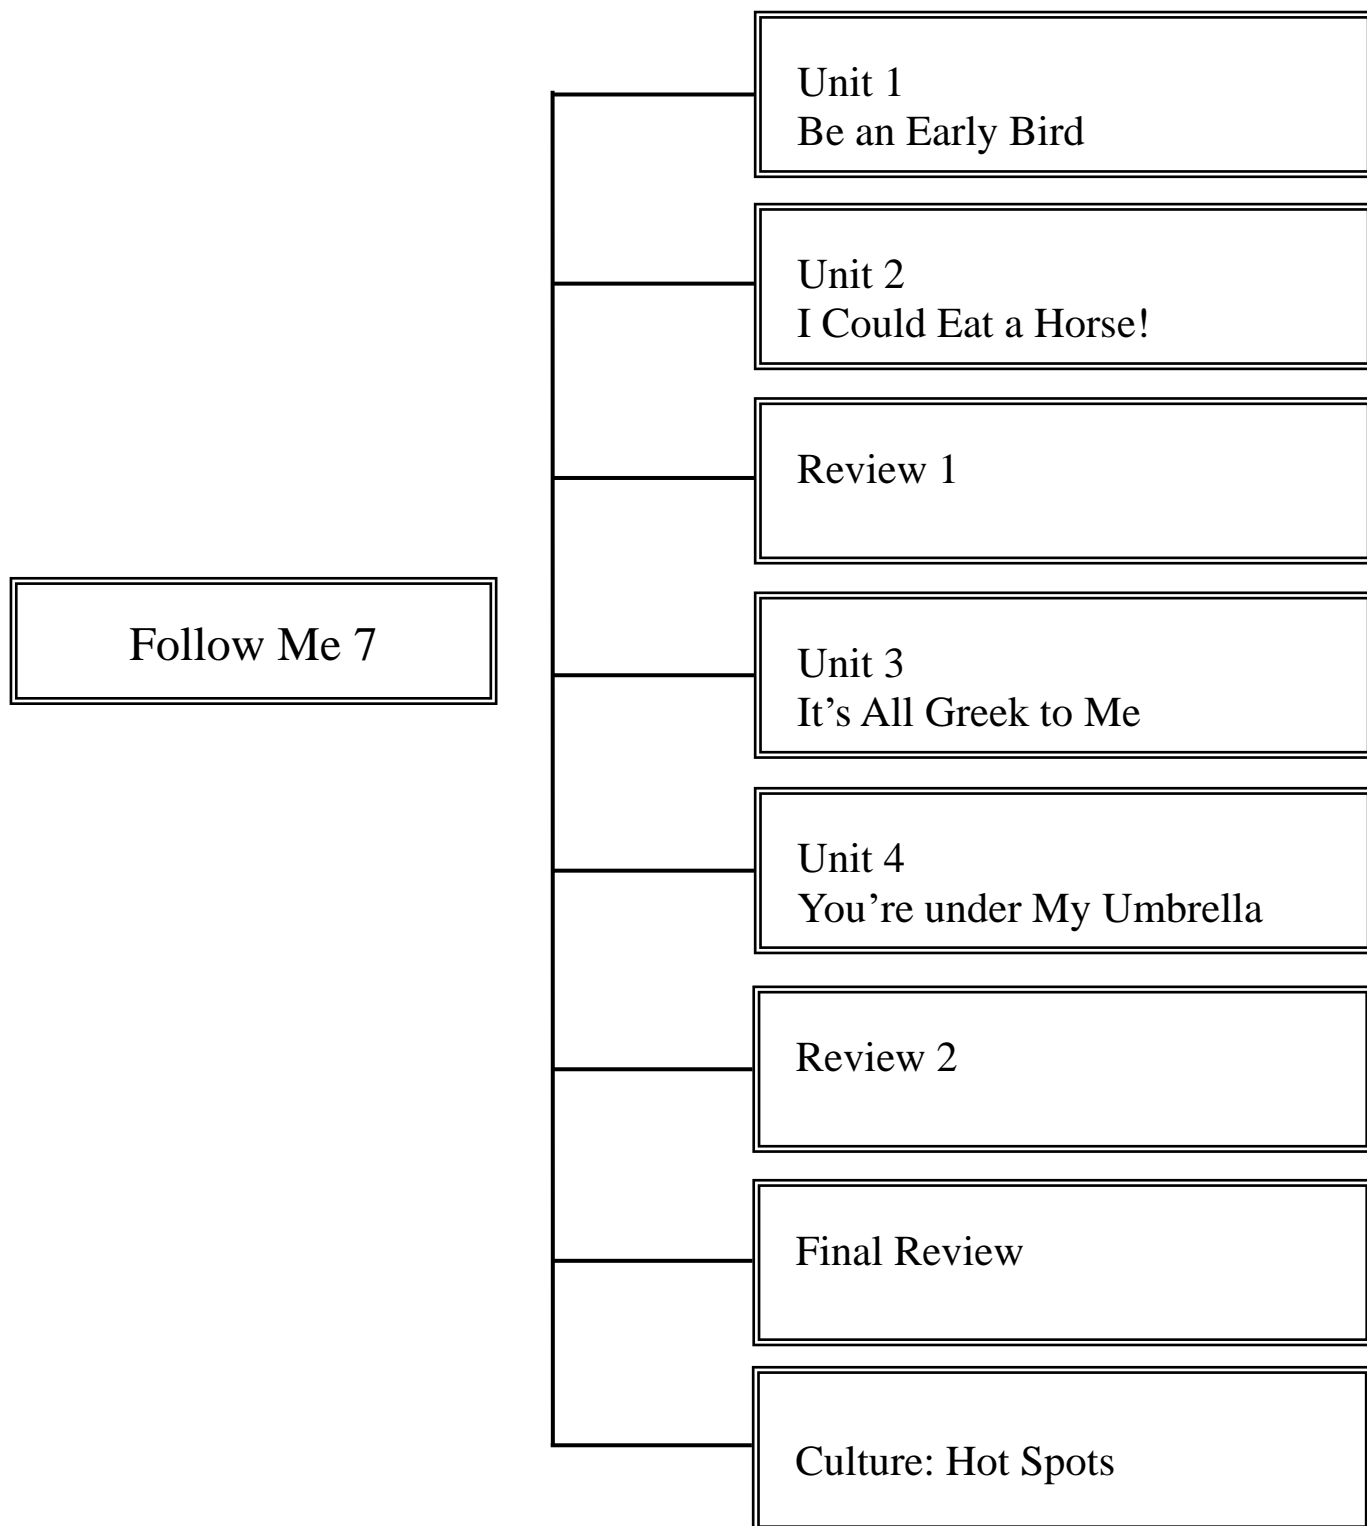 Follow Me 7
Unit 1
Be an Early Bird
Unit 2
I Could Eat a Horse!
Review 1
Unit 3
It’s All Greek to Me
Unit 4
You’re under My Umbrella
Review 2
Final Review
Culture: Hot Spots